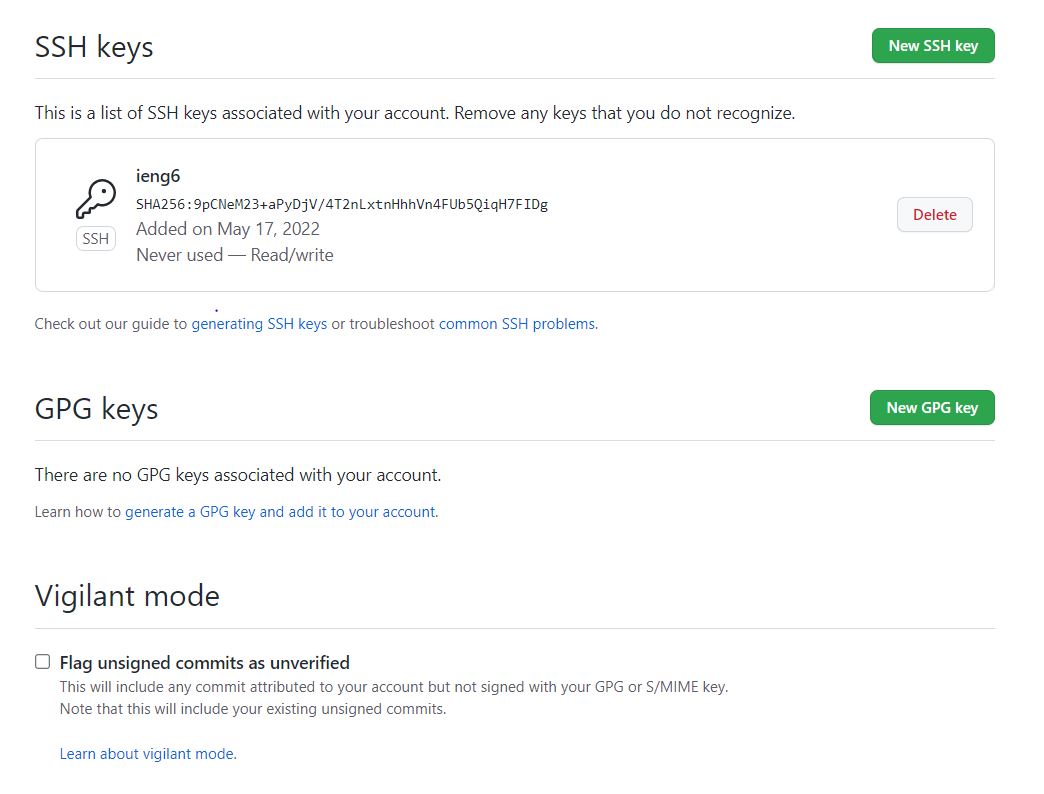 SSH keys
New SSH key
This is a list of SSH keys associated with your account. Remove any keys that you do not recognize.
ieng6
SHA256:9pCNeM23+aPyDjV/4T2nLxtnHhhVn4FUb5QiqH7FIDg
Added on May 17, 2022
Never used — Read/write
SSH
Delete
Check out our guide to generating SSH keys or troubleshoot common SSH problems.
GPG keys
New GPG key
There are no GPG keys associated with your account.
Learn how to generate a GPG key and add it to your account.
Vigilant mode
Flag unsigned commits as unverified
This will include any commit attributed to your account but not signed with your GPG or S/MIME key.
Note that this will include your existing unsigned commits.
Learn about vigilant mode.